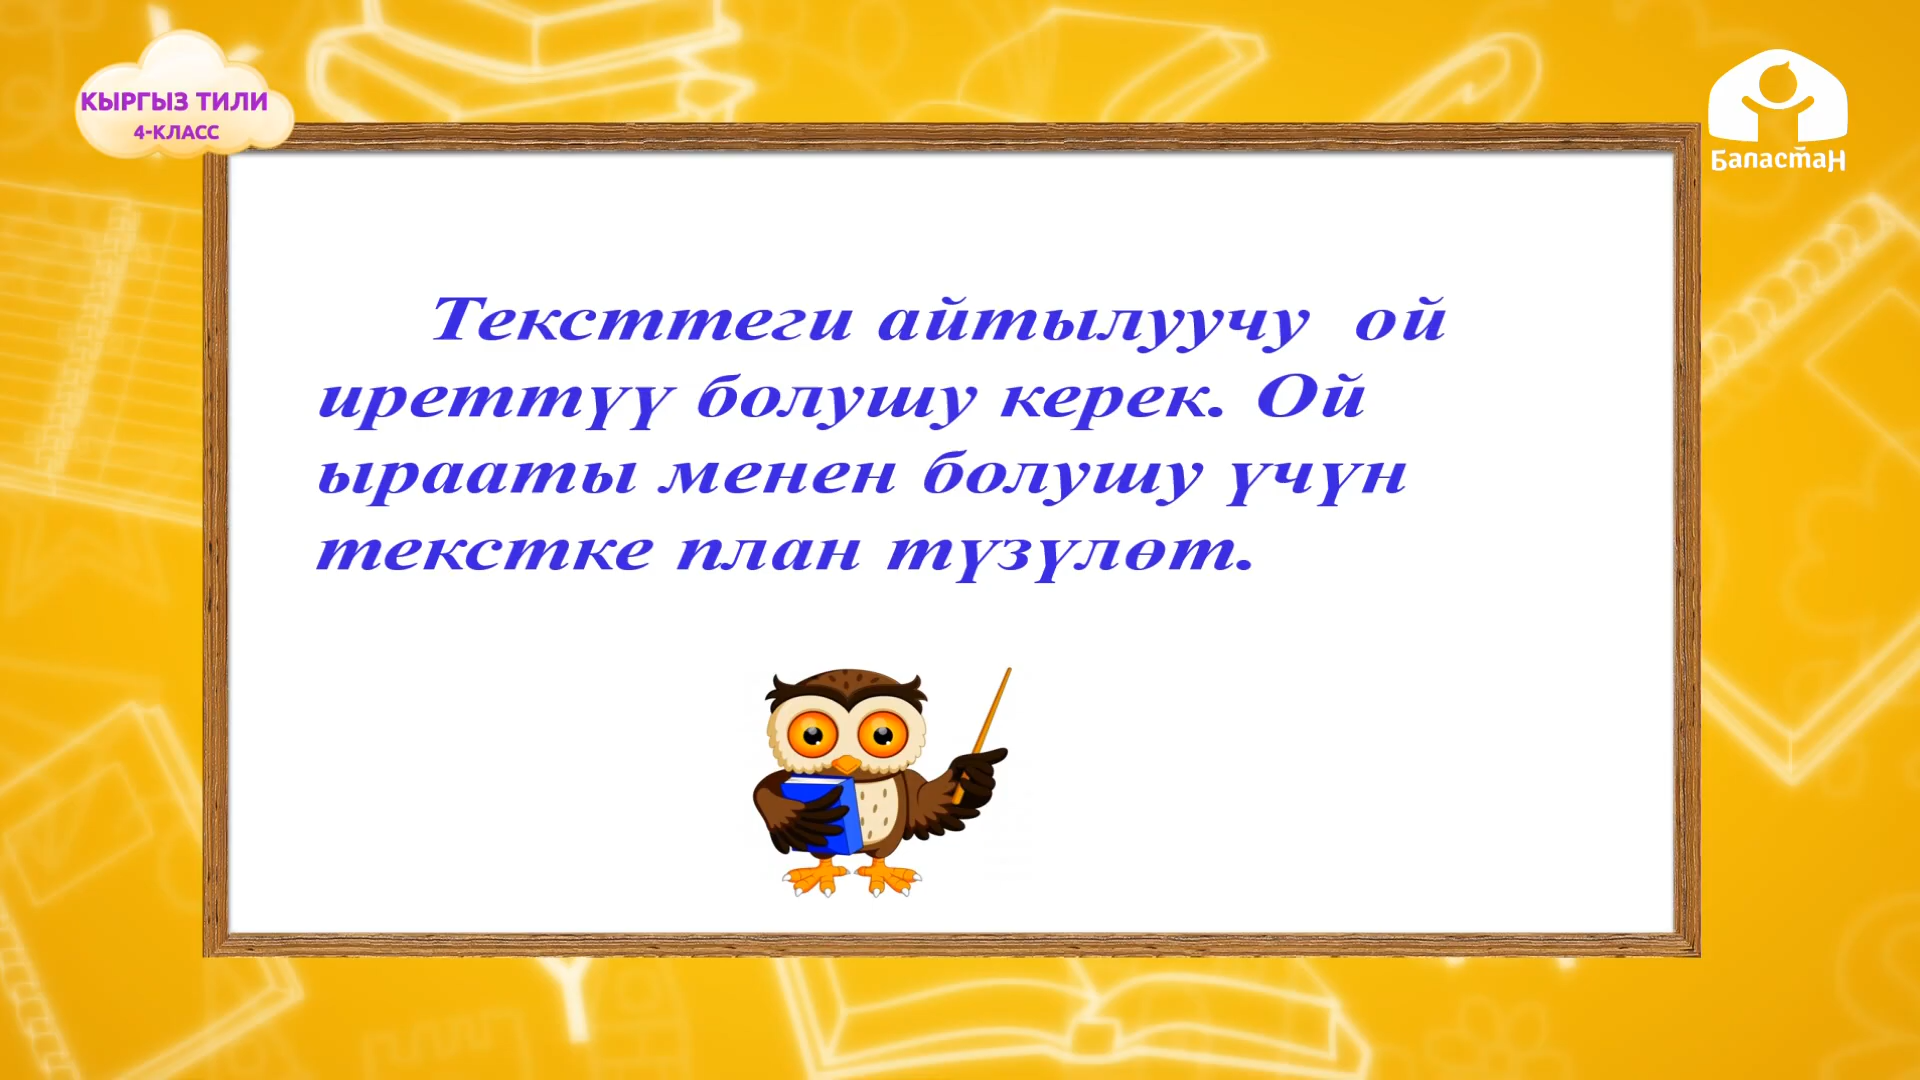 КЫРГЫЗ ТИЛИ
4-КЛАСС
Баластан
Тексттеги айтылуучу ой
иреттүү болушу керек. Ой
ырааты менен болушу үчүн
текстке план түзүлөт.